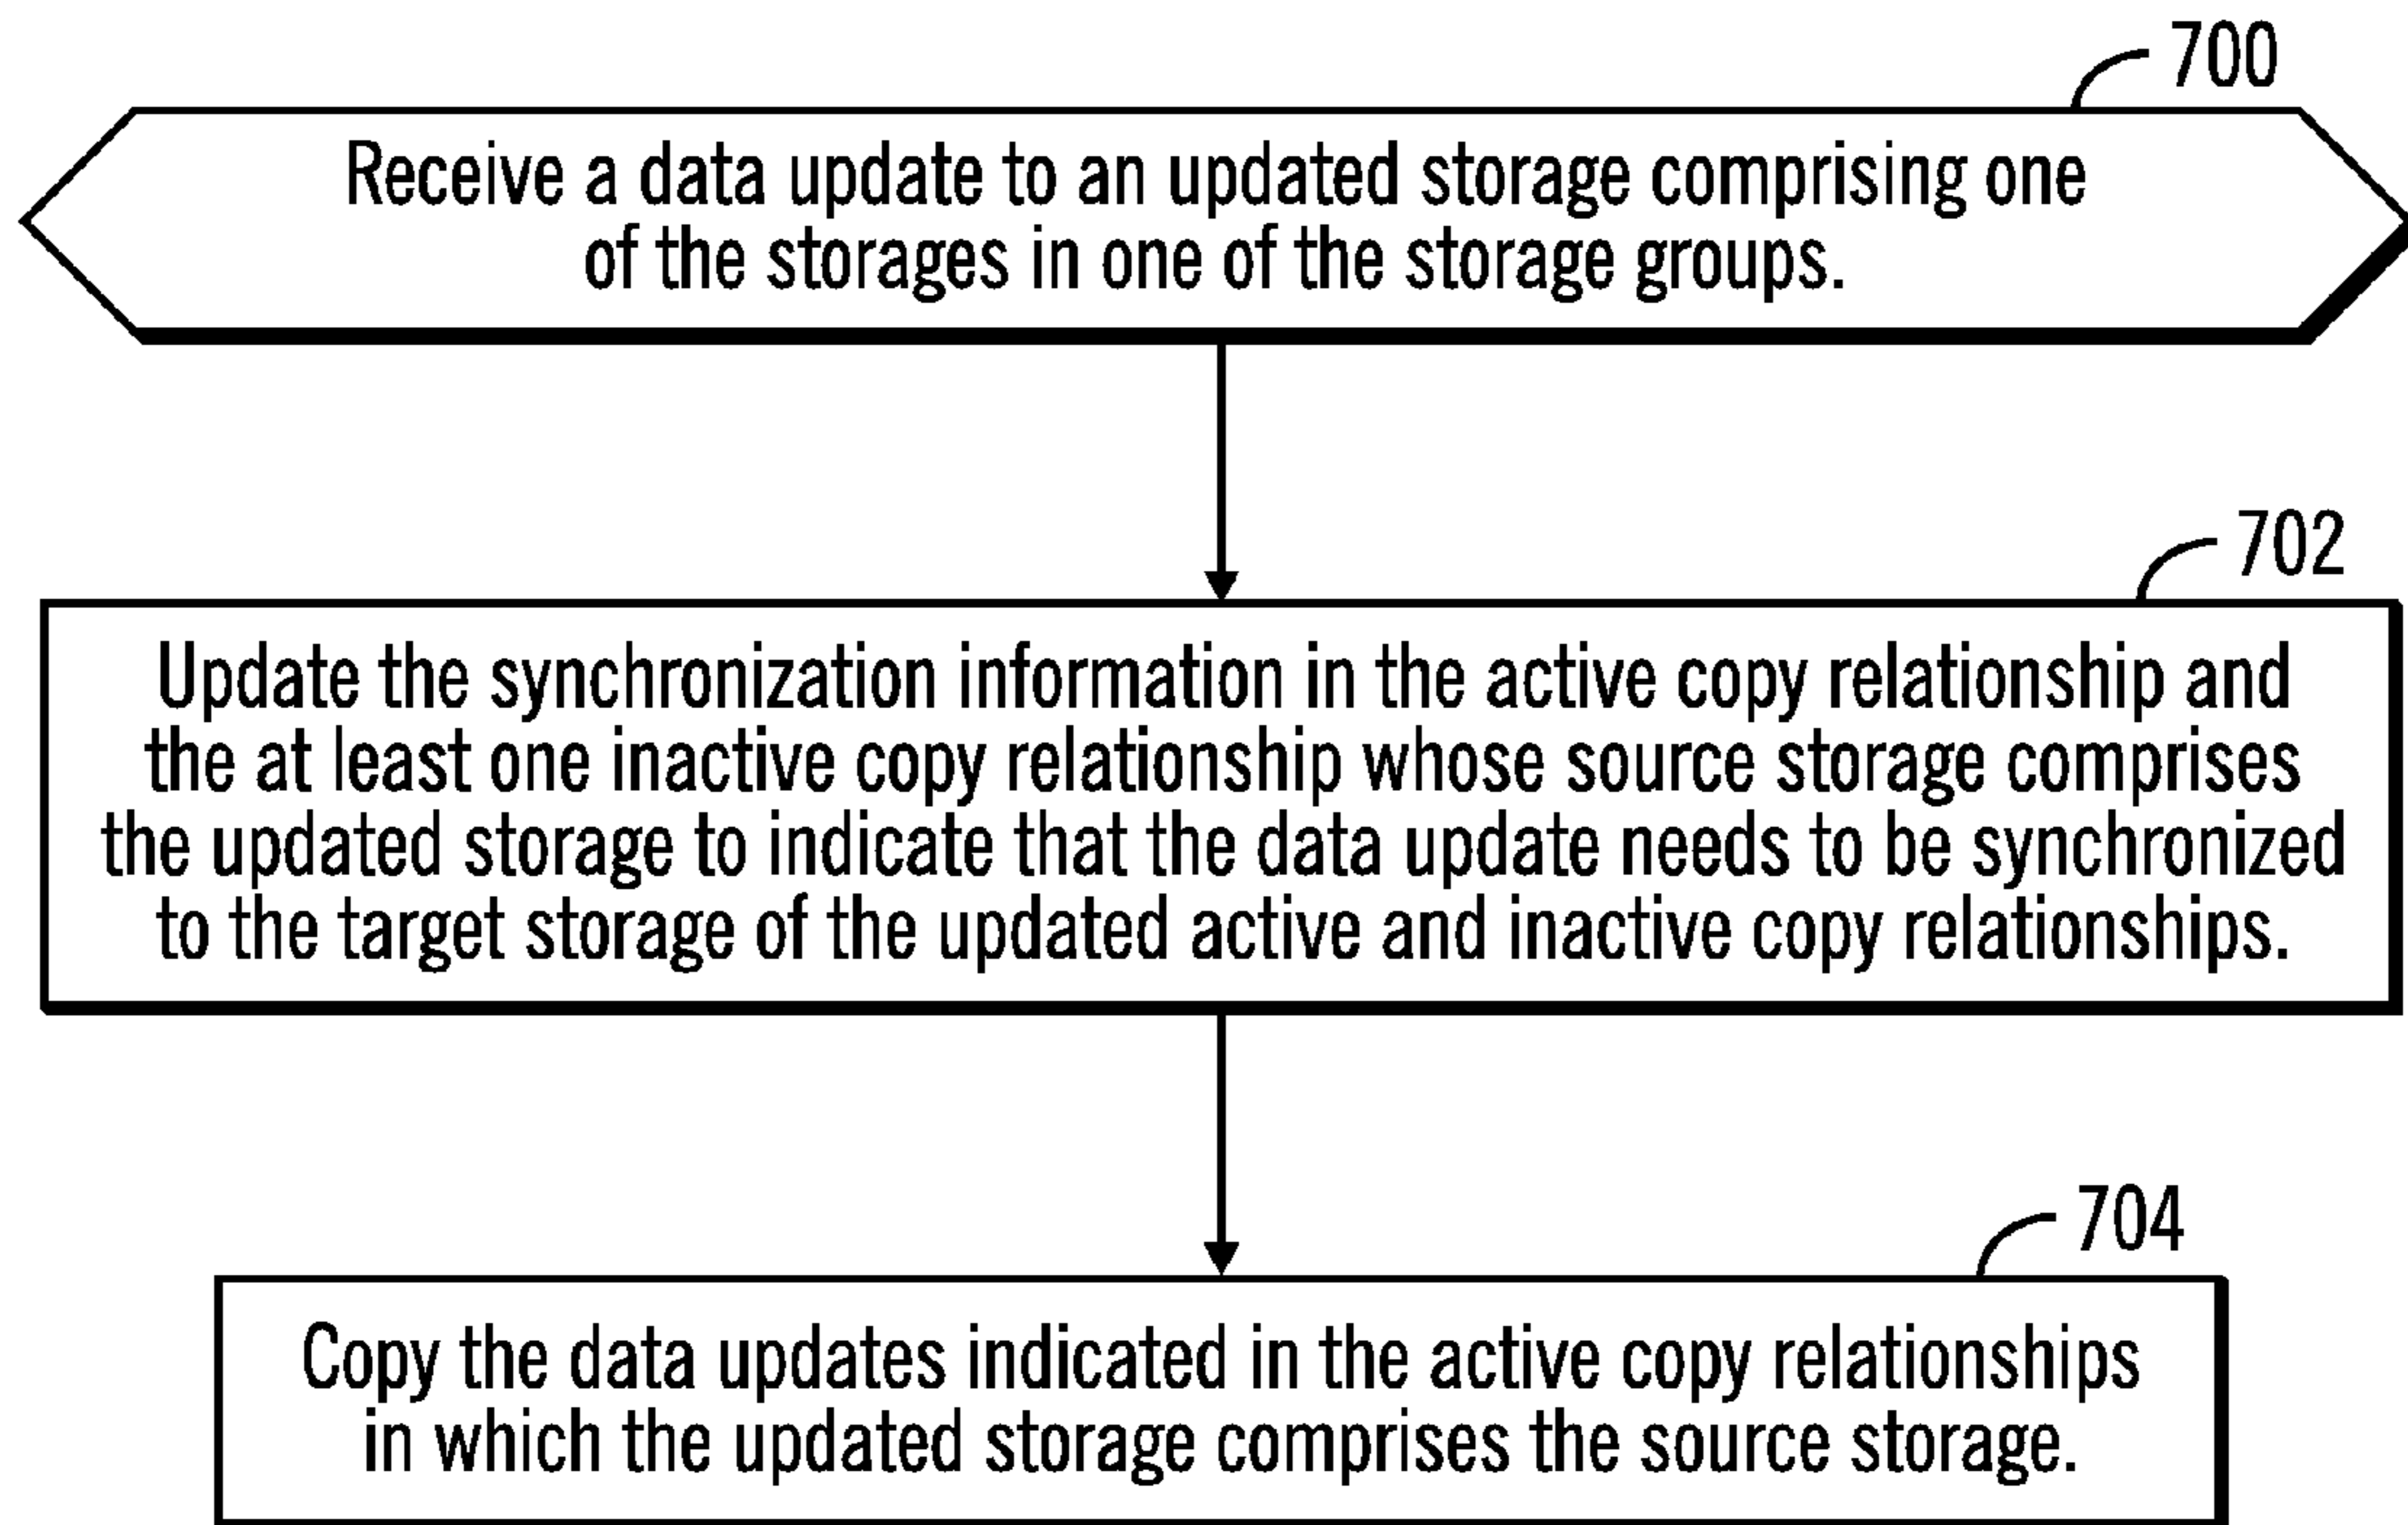 700
Receive a data update to an updated storage comprising one
of the storages in one of the storage groups.
702
Update the synchronization information in the active copy relationship and
the at least one inactive copy relationship whose source storage comprises
the updated storage to indicate that the data update needs to be synchronized
to the target storage of the updated active and inactive copy relationships.
704
Copy the data updates indicated in the active copy relationships
in which the updated storage comprises the source storage.